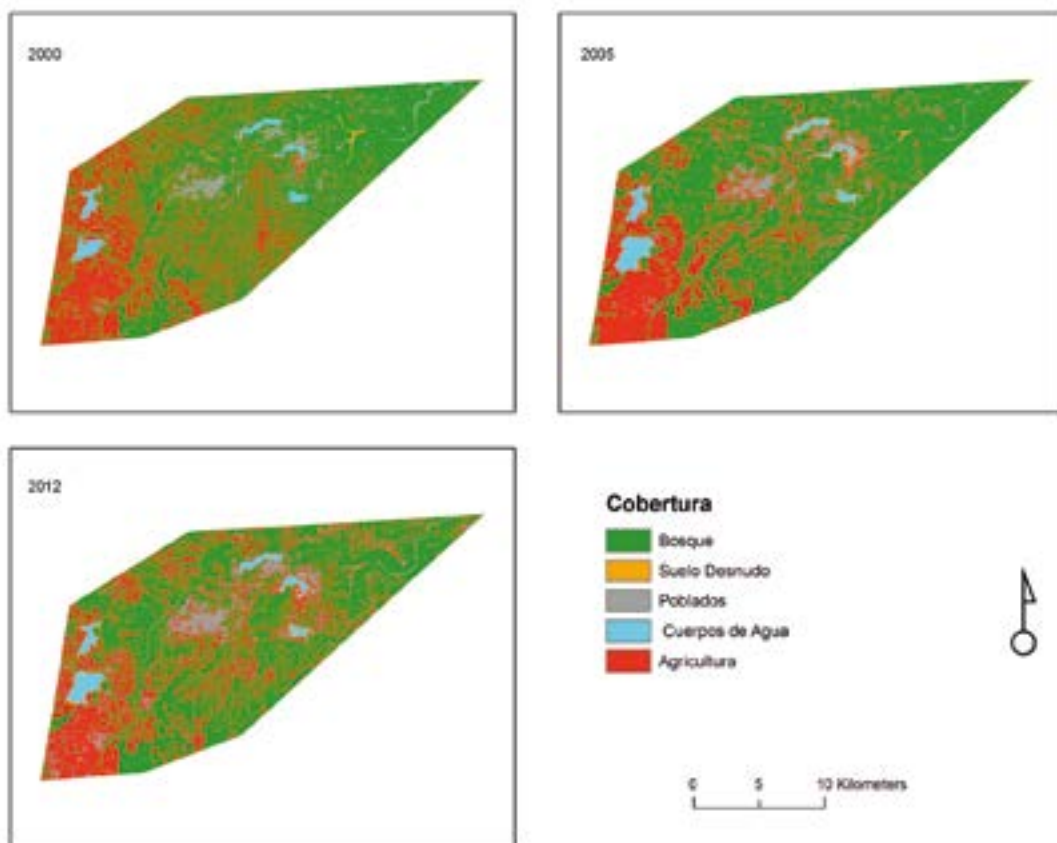 2000
2005
2012
Cobertura
Bosque
Suelo Desnudo
Poblados
Cuerpos de Agua
Agricultura
0 5 10 Kilometers